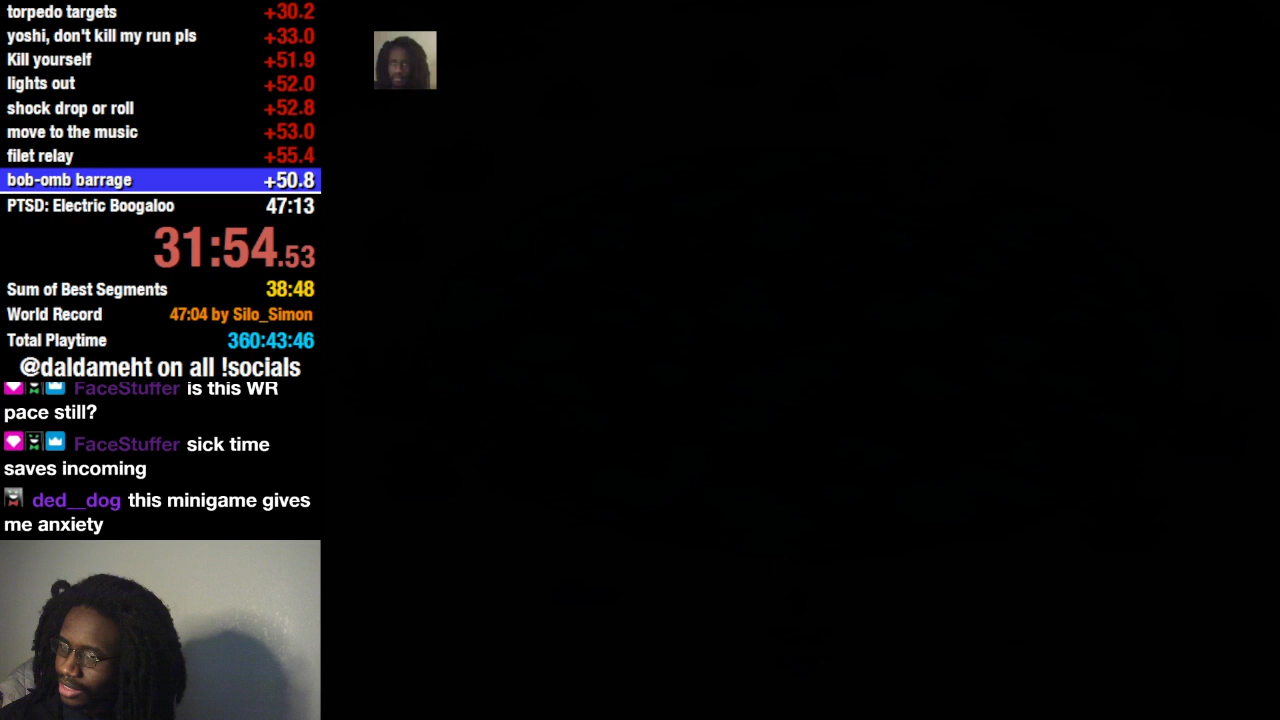 torpedo targets +30.2
yoshi, don't kill my run pls +33.0
Kill yourself +51.9
lights out +52.0
shock drop or roll +52.8
move to the music +53.0
filet relay +55.4
bob-omb barrage +50.8
PTSD: Electric Boogaloo 47:13
31:54.53
Sum of Best Segments 38:48
World Record 47:04 by Silo_Simon
Total Playtime 360:43:46
@daldameht on all !socials
FaceStuffer is this WR
pace still?
FaceStuffer sick time
saves incoming
ded__dog this minigame gives
me anxiety